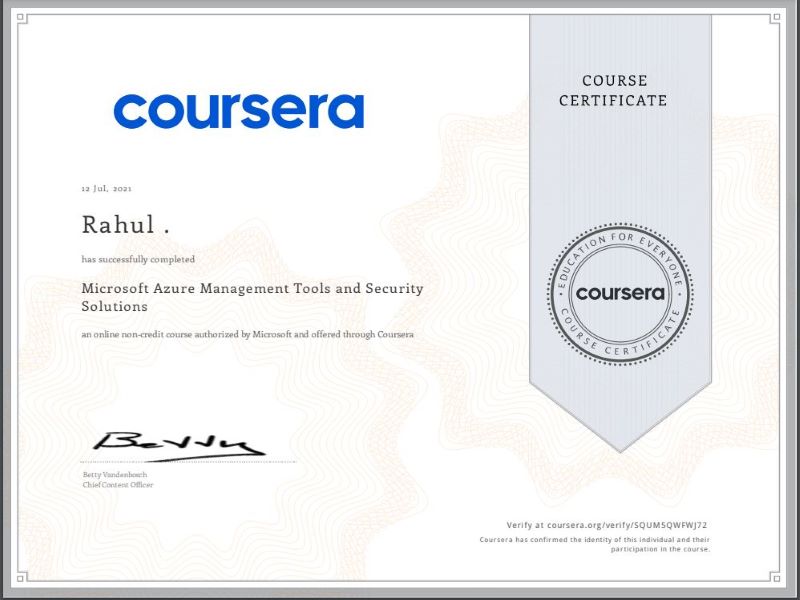 coursera
COURSE
CERTIFICATE
12 Jul, 2021
Rahul .
has successfully completed
Microsoft Azure Management Tools and Security
Solutions
an online non-credit course authorized by Microsoft and offered through Coursera
EDUCATION FOR EVERYONE
coursera
COURSE CERTIFICATE
Betty
Betty Vandenbosch
Chief Content Officer
Verify at coursera.org/verify/SQUM5QWFWJ72
Coursera has confirmed the identity of this individual and their
participation in the course.